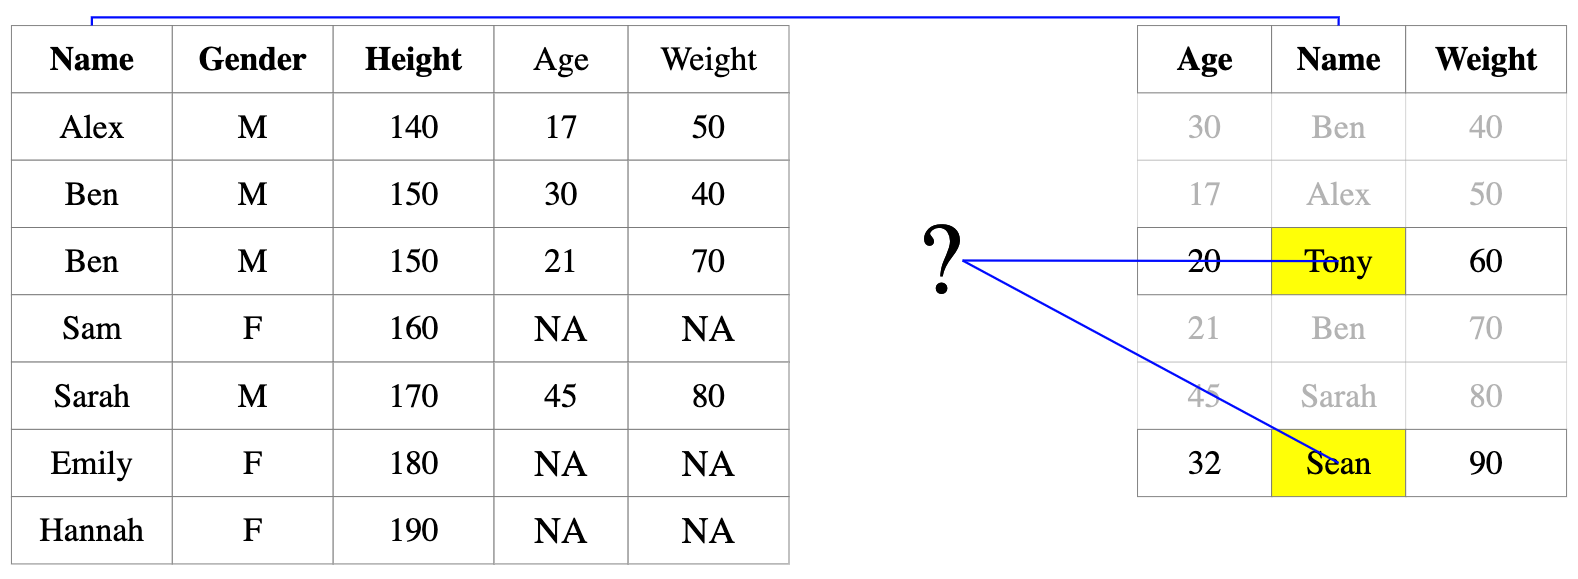 Name Gender Height Age Weight
Alex M 140 17 50
Ben M 150 30 40
Ben M 150 21 70
Sam F 160 NA NA
Sarah M 170 45 80
Emily F 180 NA NA
Hannah F 190 NA NA
?
Age Name Weight
30 Ben 40
17 Alex 50
20 Tony 60
21 Ben 70
45 Sarah 80
32 Sean 90